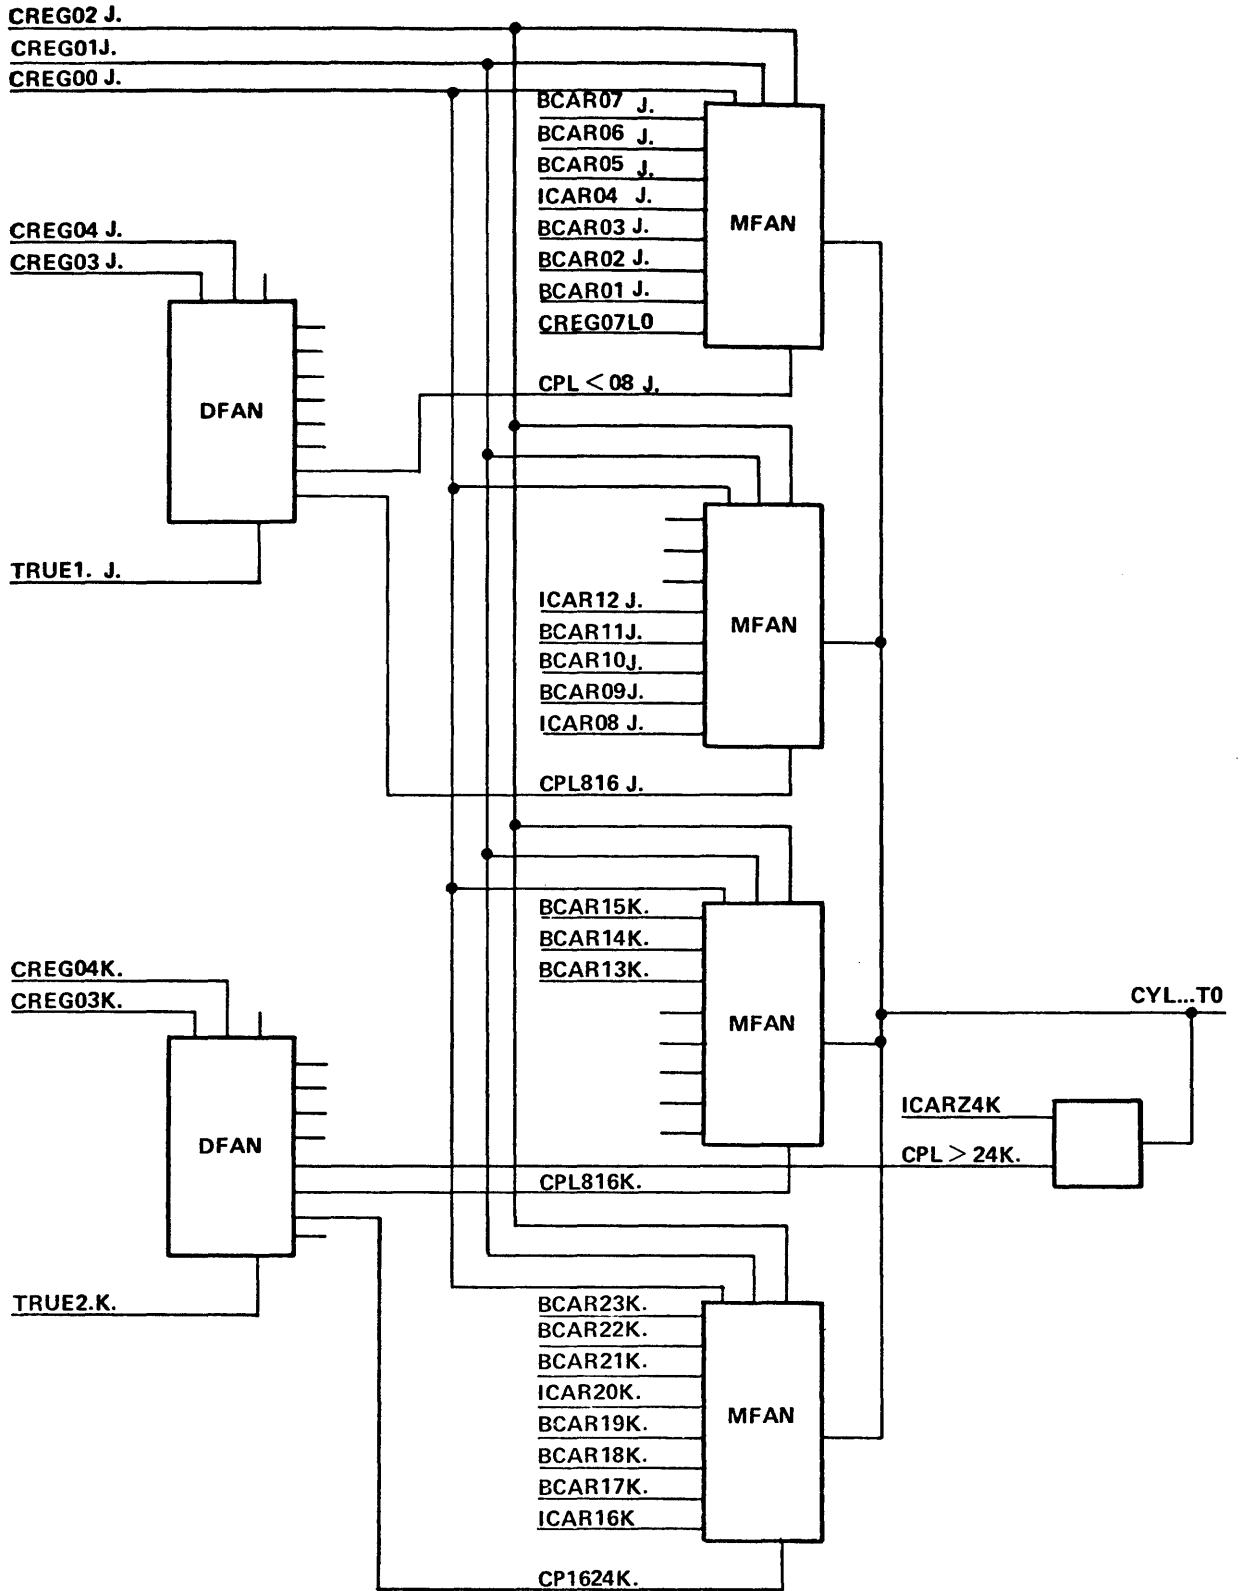 CREG02 J.
CREG01J.
CREG00 J.
BCAR07 J.
BCAR06 J.
BCAR05 J.
ICAR04 J.
BCAR03 J.
BCAR02 J.
BCAR01 J.
CREG07L0
MFAN
CREG04 J.
CREG03 J.
DFAN
CPL < 08 J.
TRUE1. J.
ICAR12 J.
BCAR11J.
BCAR10J.
BCAR09J.
ICAR08 J.
MFAN
CPL816 J.
BCAR15K.
BCAR14K.
BCAR13K.
MFAN
CREG04K.
CREG03K.
DFAN
CYL...T0
ICARZ4K
CPL > 24K.
CPL816K.
TRUE2.K.
BCAR23K.
BCAR22K.
BCAR21K.
ICAR20K.
BCAR19K.
BCAR18K.
BCAR17K.
ICAR16K
MFAN
CP1624K.